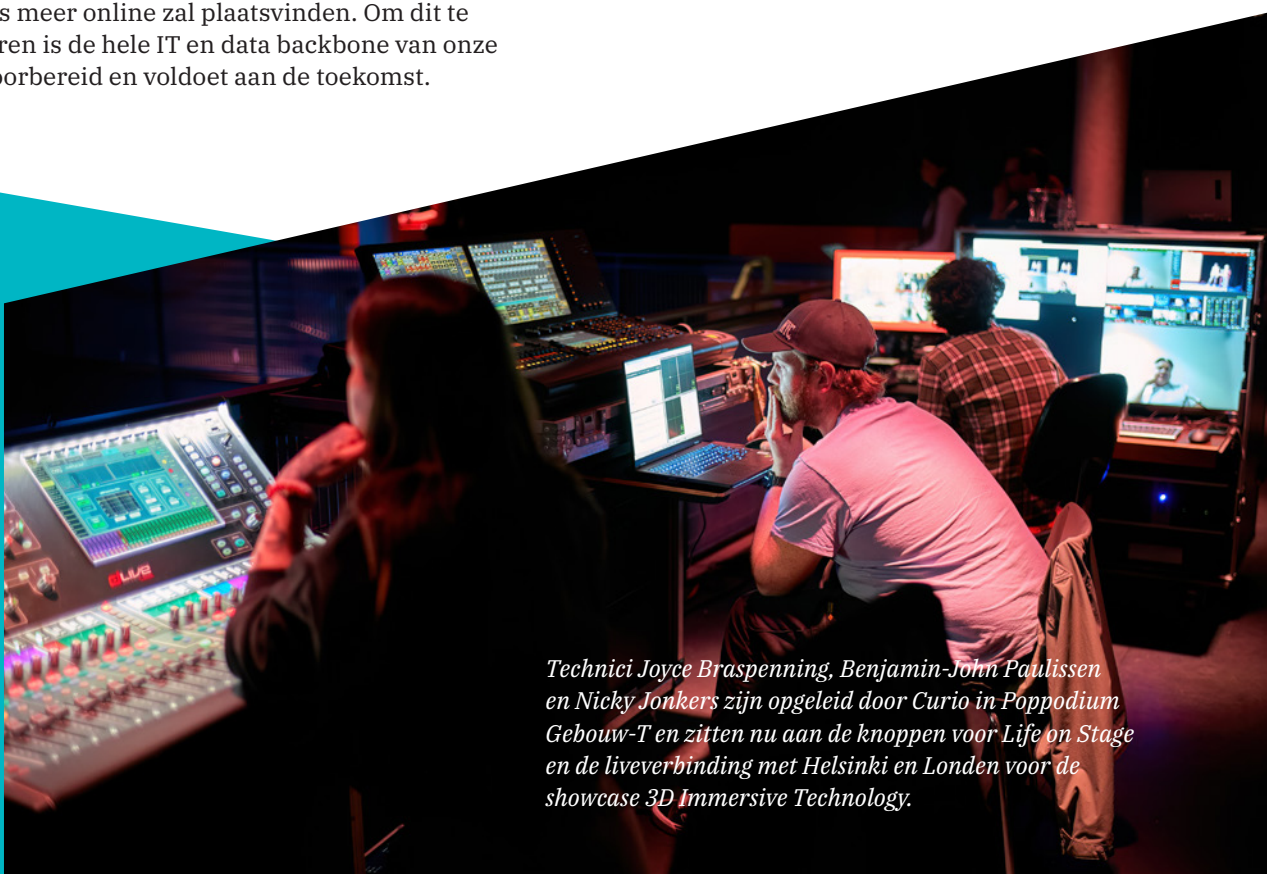 s meer online zal plaatsvinden. Om dit te
ren is de hele IT en data backbone van onze
oorbereid en voldoet aan de toekomst.
dLIVE
Technici Joyce Braspenning, Benjamin-John Paulissen
en Nicky Jonkers zijn opgeleid door Curio in Poppodium
Gebouw-T en zitten nu aan de knoppen voor Life on Stage
en de liveverbinding met Helsinki en Londen voor de
showcase 3D Immersive Technology.